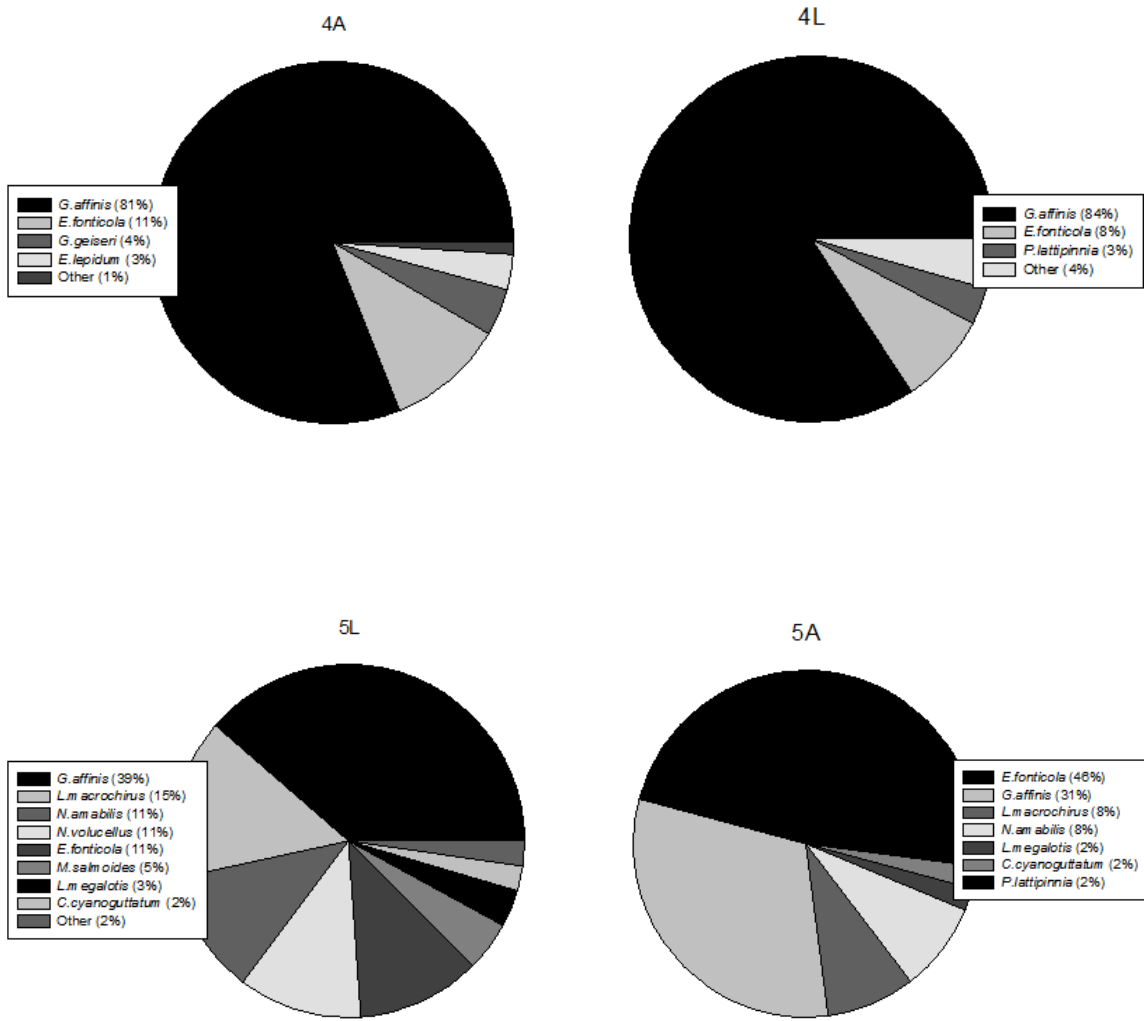 4A
G.affinis (81%)
E.fonticola (11%)
G.geiseri (4%)
E.lepidum (3%)
Other (1%)
4L
G.affinis (84%)
E.fonticola (8%)
P.lattipinnia (3%)
Other (4%)
5L
G.affinis (39%)
L.macrochirus (15%)
N.amabilis (11%)
N.volucellus (11%)
E.fonticola (11%)
M.salmoides (5%)
L.megalotis (3%)
C.cyanoguttatum (2%)
Other (2%)
5A
E.fonticola (46%)
G.affinis (31%)
L.macrochirus (8%)
N.amabilis (8%)
L.megalotis (2%)
C.cyanoguttatum (2%)
P.lattipinnia (2%)